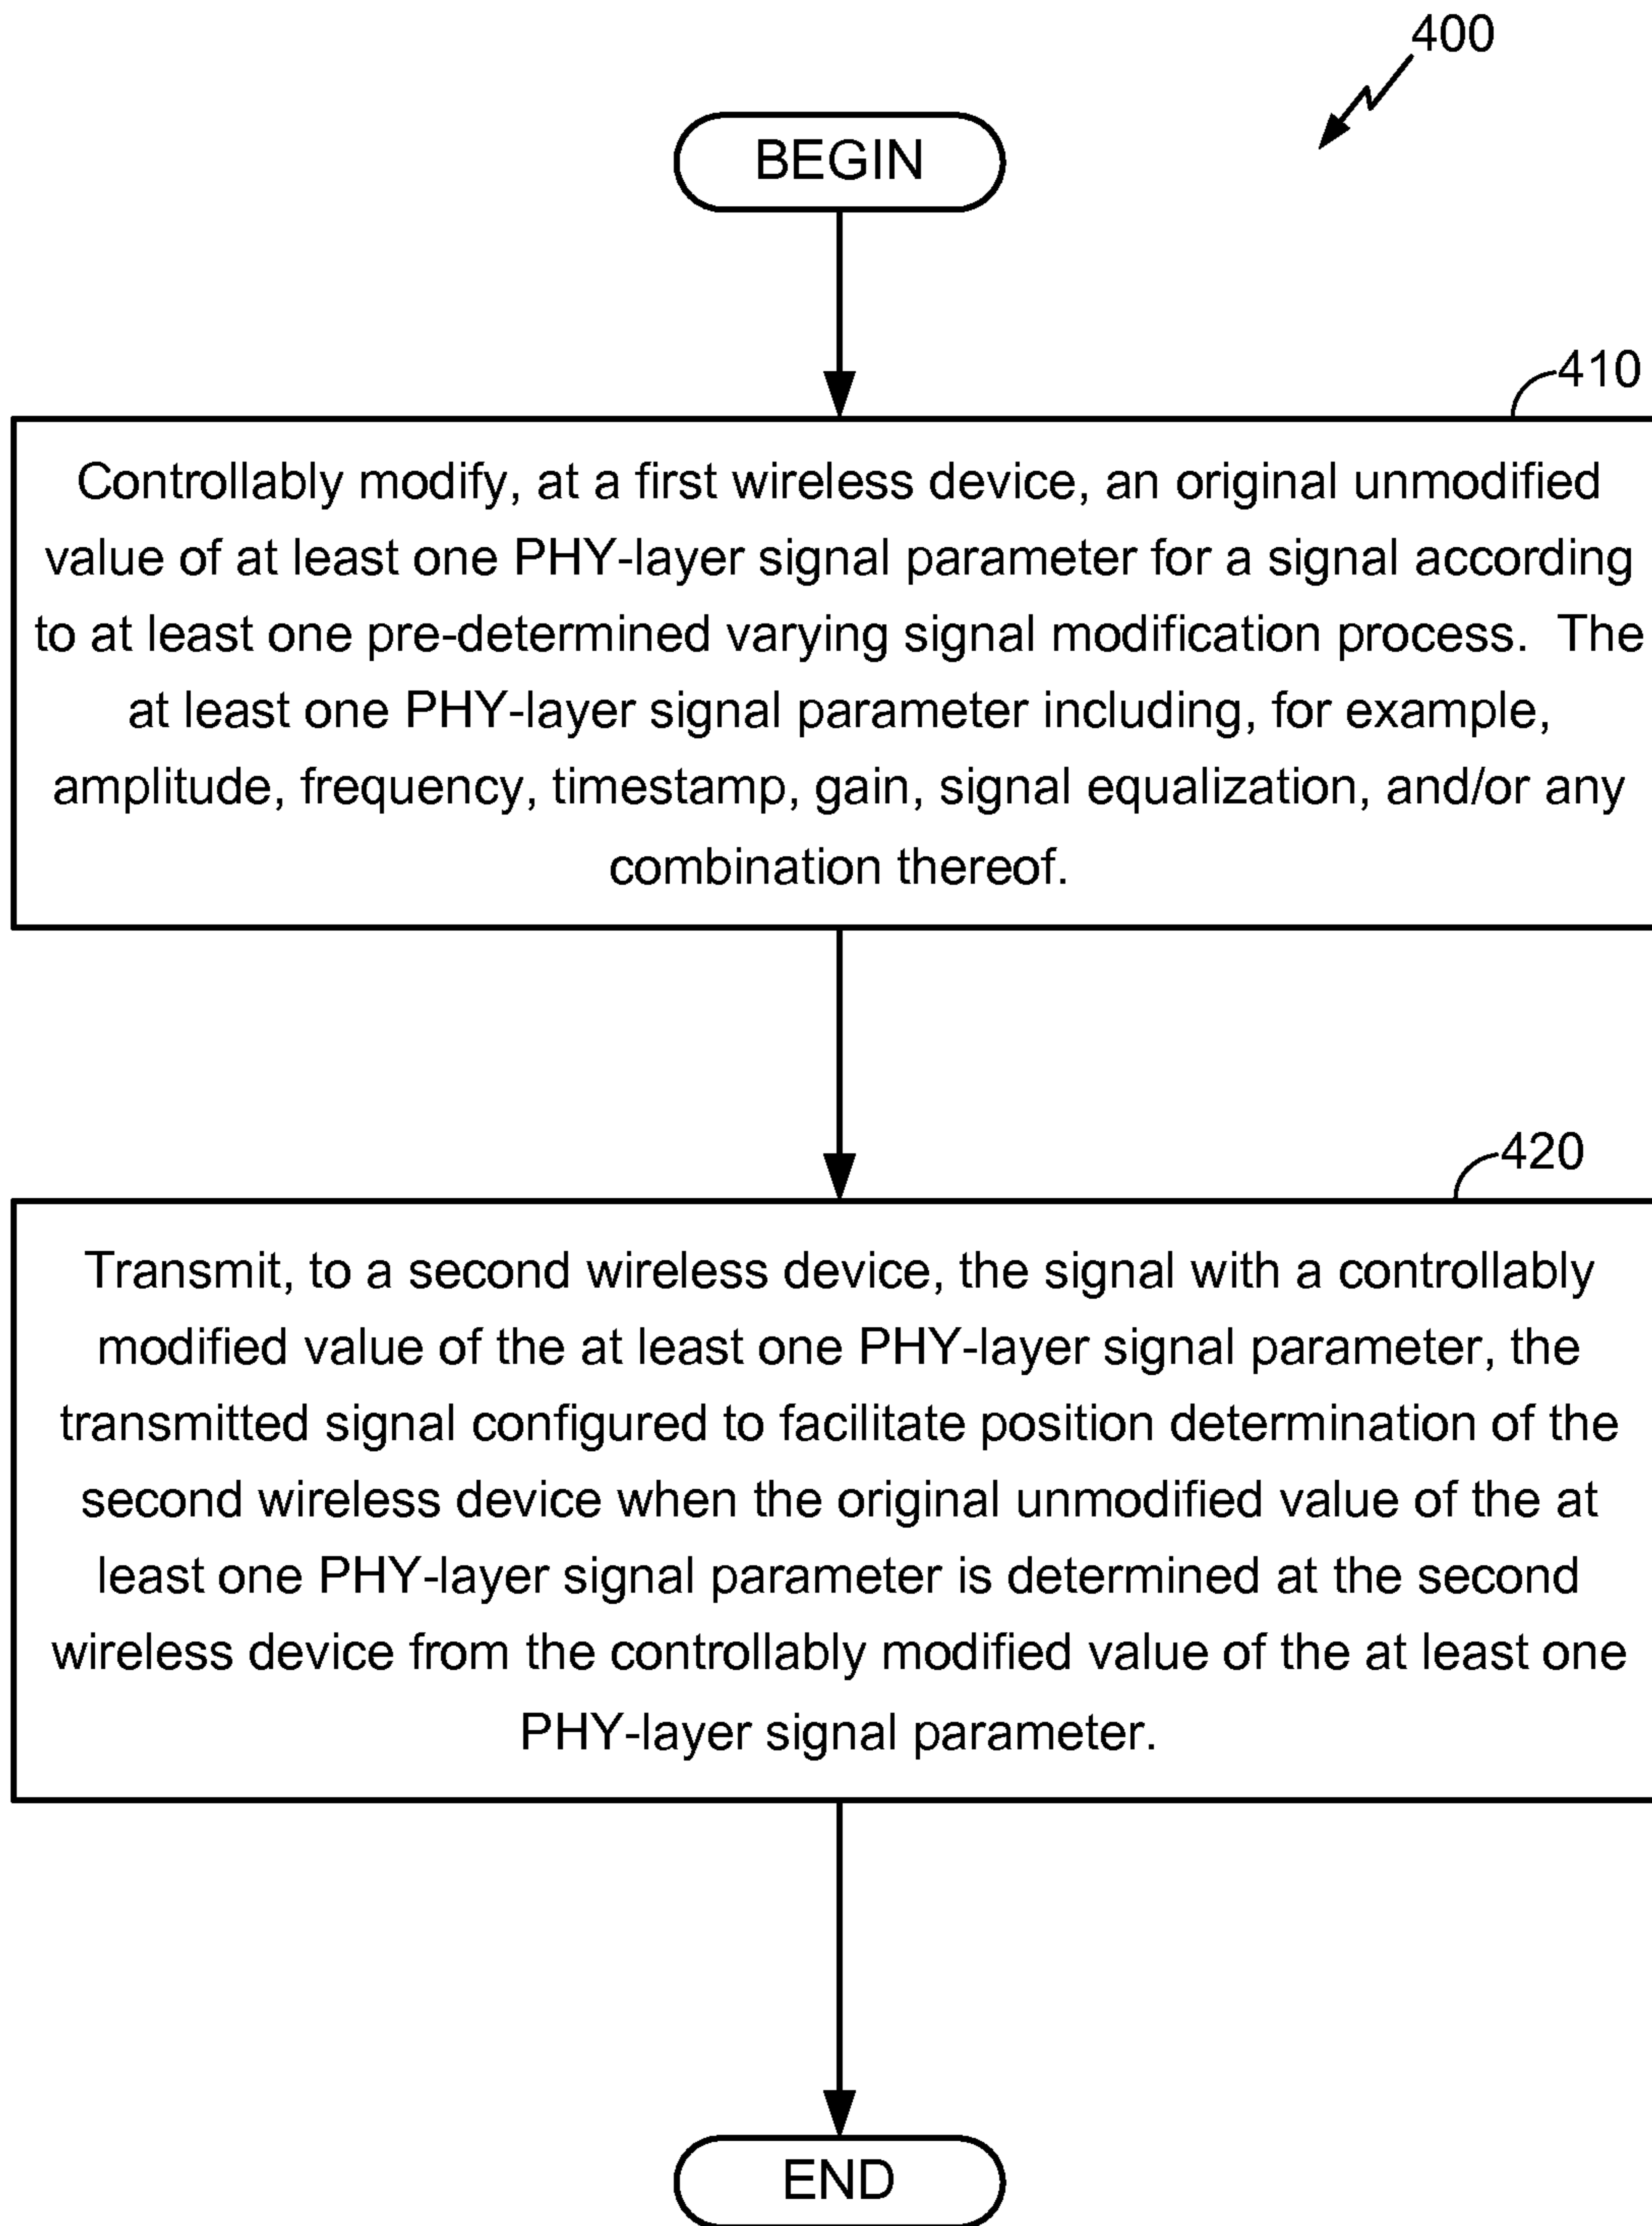 400
BEGIN
410
Controllably modify, at a first wireless device, an original unmodified
value of at least one PHY-layer signal parameter for a signal according
to at least one pre-determined varying signal modification process.  The
at least one PHY-layer signal parameter including, for example,
amplitude, frequency, timestamp, gain, signal equalization, and/or any
combination thereof.
420
Transmit, to a second wireless device, the signal with a controllably
modified value of the at least one PHY-layer signal parameter, the
transmitted signal configured to facilitate position determination of the
second wireless device when the original unmodified value of the at
least one PHY-layer signal parameter is determined at the second
wireless device from the controllably modified value of the at least one
PHY-layer signal parameter.
END